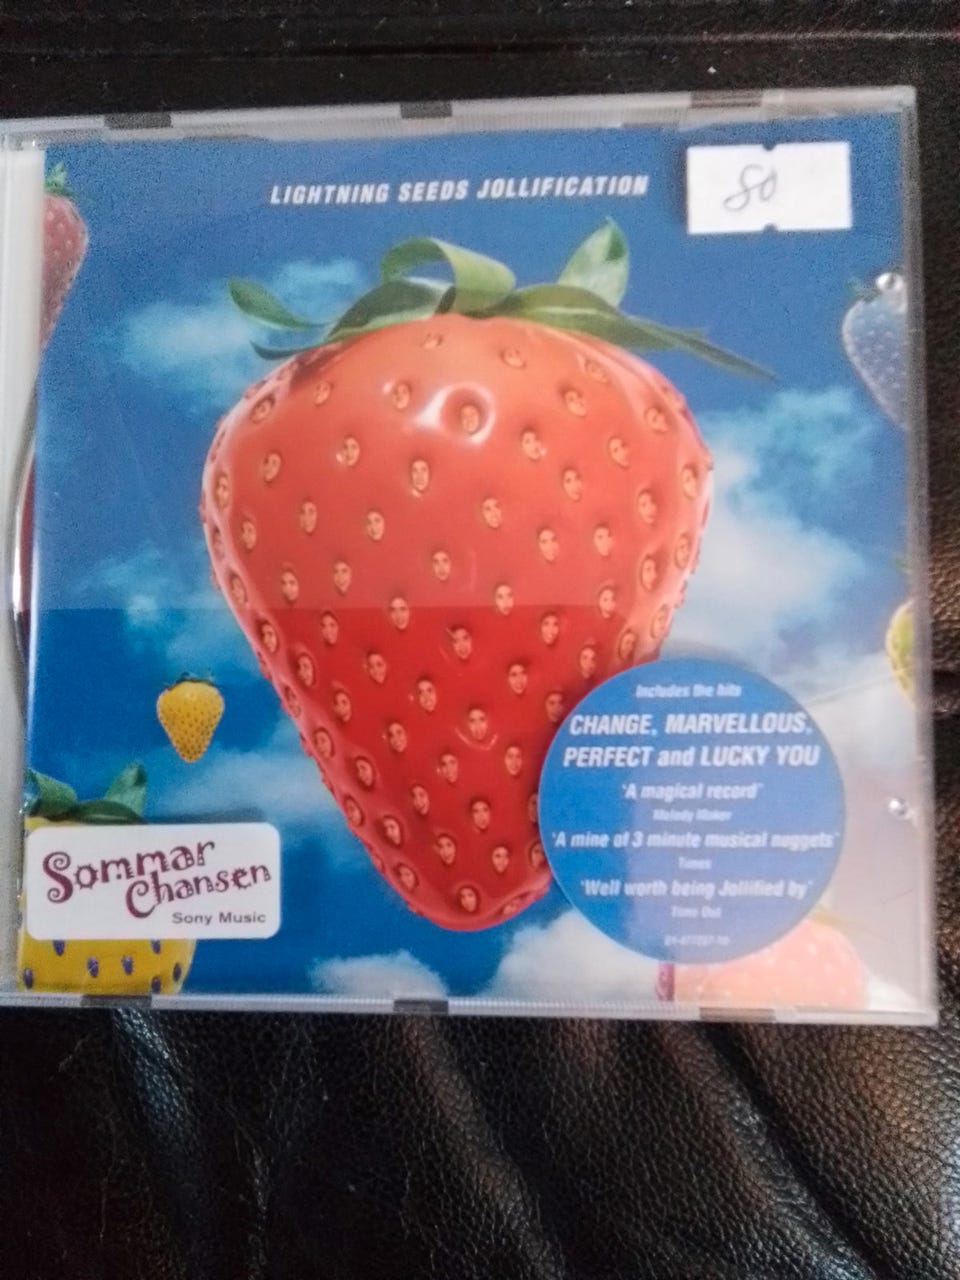 LIGHTNING SEEDS JOLLIFICATION
80
Includes the hits
CHANGE, MARVELLOUS,
PERFECT and LUCKY YOU
'A magical record'
Melody Maker
'A mine of 3 minute musical nuggets'
Times
'Well worth being Jollified by'
Time Out
Sommar
Chansen
Sony Music